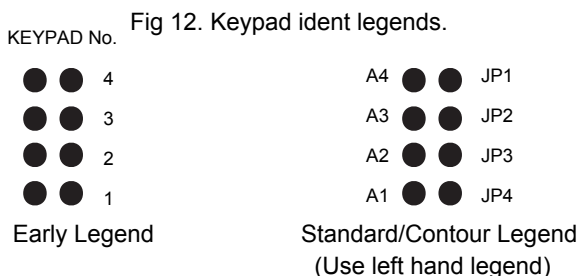 Fig 12. Keypad ident legends.
KEYPAD No.
4
3
2
1
Early Legend
A4 JP1
A3 JP2
A2 JP3
A1 JP4
Standard/Contour Legend
(Use left hand legend)